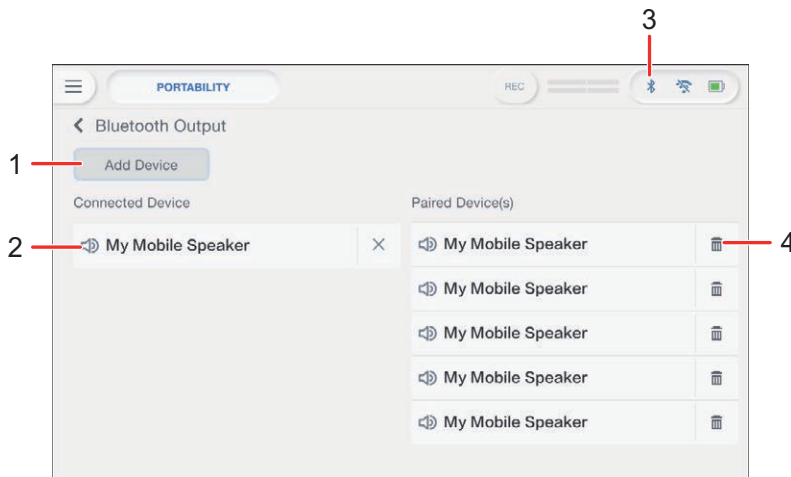 3
PORTABILITY
REC
Bluetooth Output
1
Add Device
Connected Device
Paired Device(s)
2
My Mobile Speaker
My Mobile Speaker
4
My Mobile Speaker
My Mobile Speaker
My Mobile Speaker
My Mobile Speaker